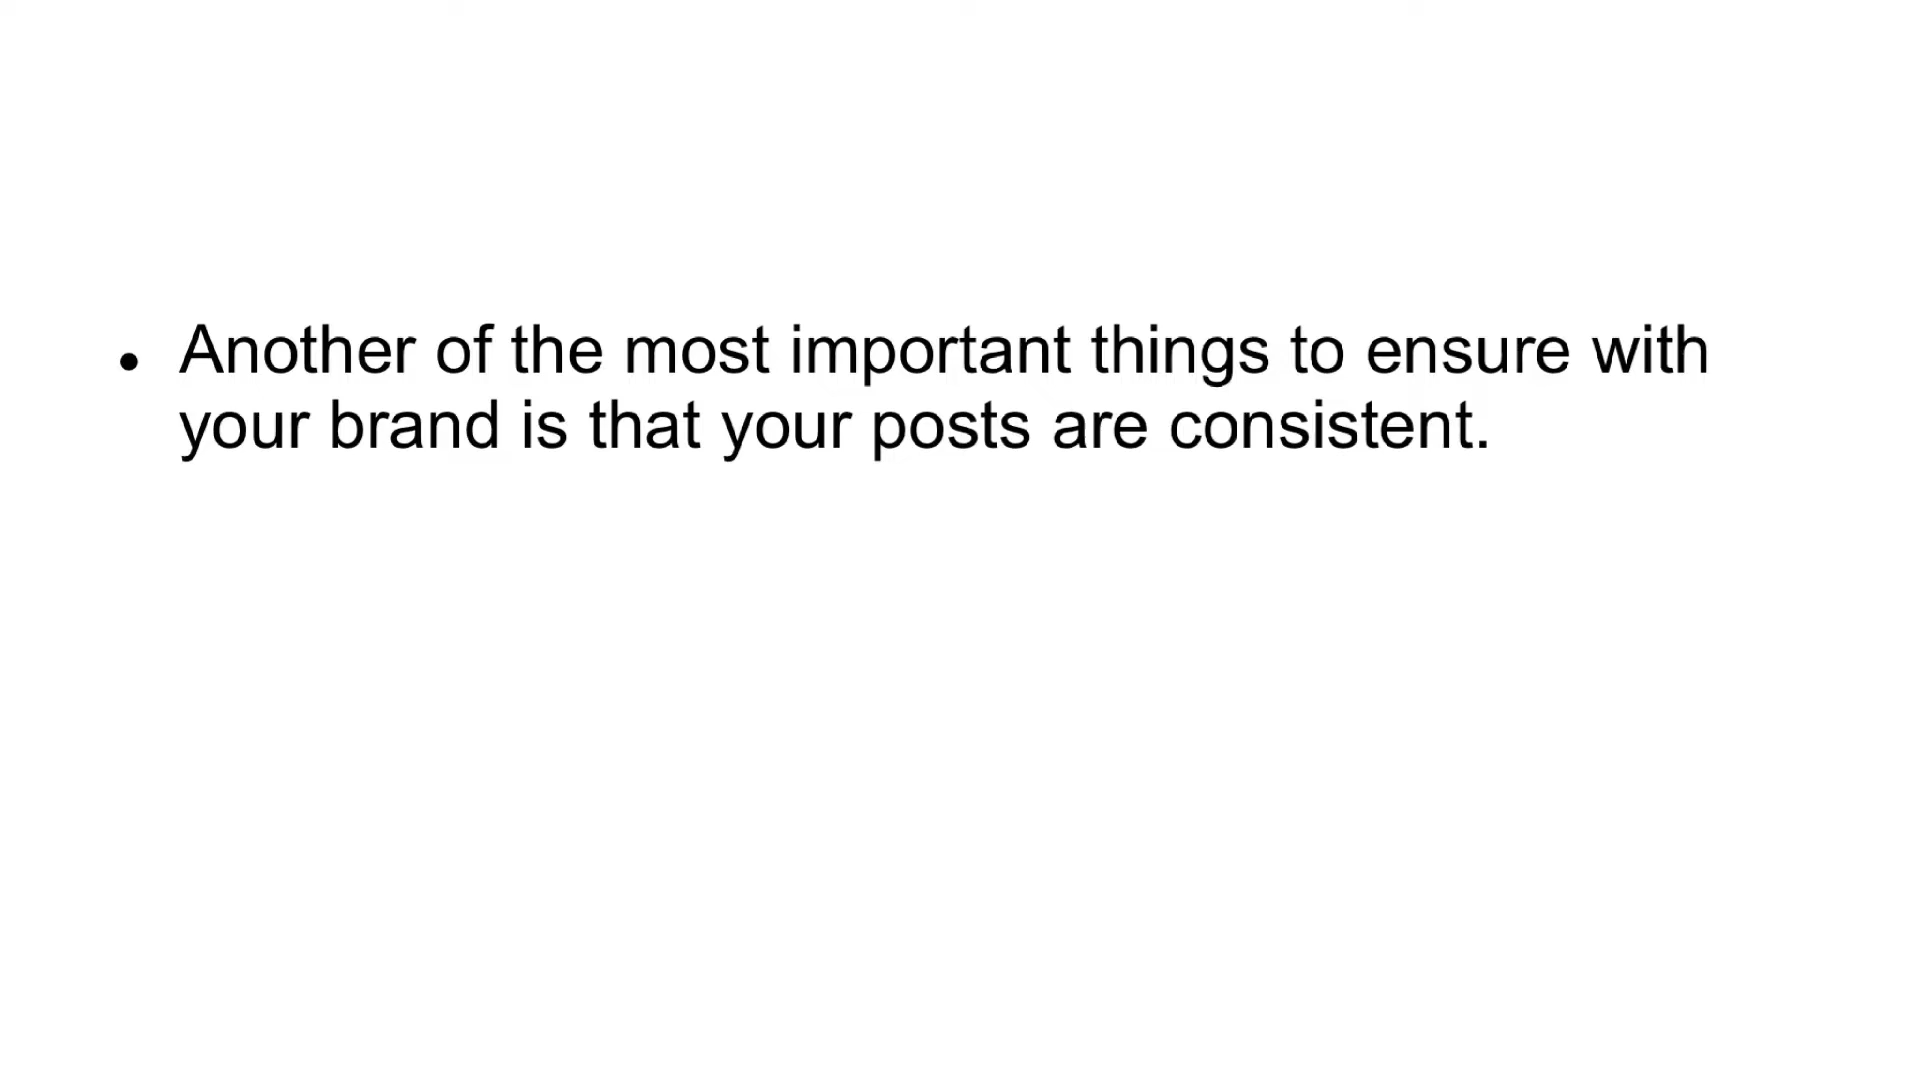 • Another of the most important things to ensure with
your brand is that your posts are consistent.